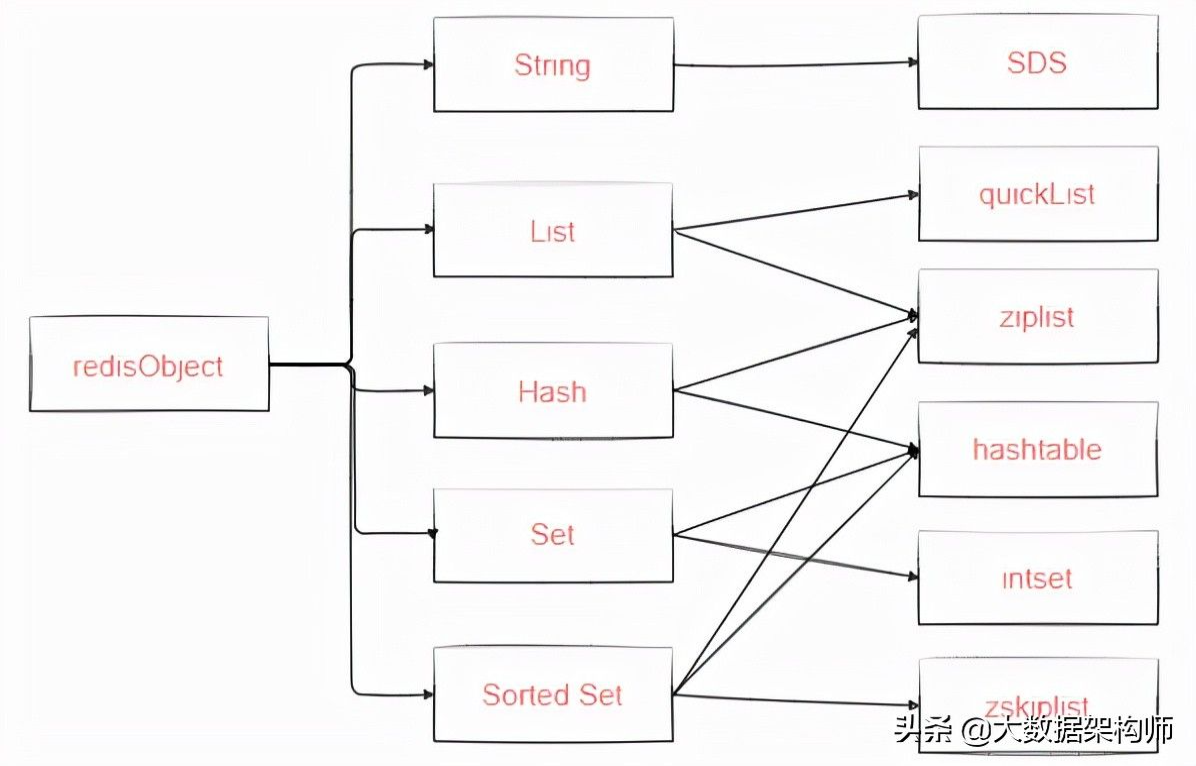 String
SDS
quickList
List
ziplist
redisObject
Hash
hashtable
Set
intset
Sorted Set
zskiplist
头条 @大数据架构师